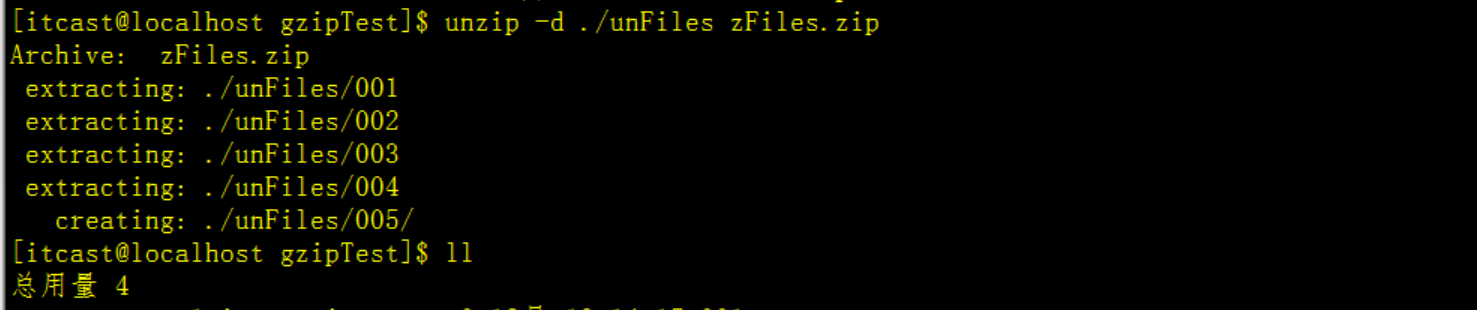 [itcast@localhost gzipTest]$ unzip -d ./unFiles zFiles.zip
Archive:  zFiles.zip
 extracting: ./unFiles/001
 extracting: ./unFiles/002
 extracting: ./unFiles/003
 extracting: ./unFiles/004
   creating: ./unFiles/005/
[itcast@localhost gzipTest]$ ll
总用量 4